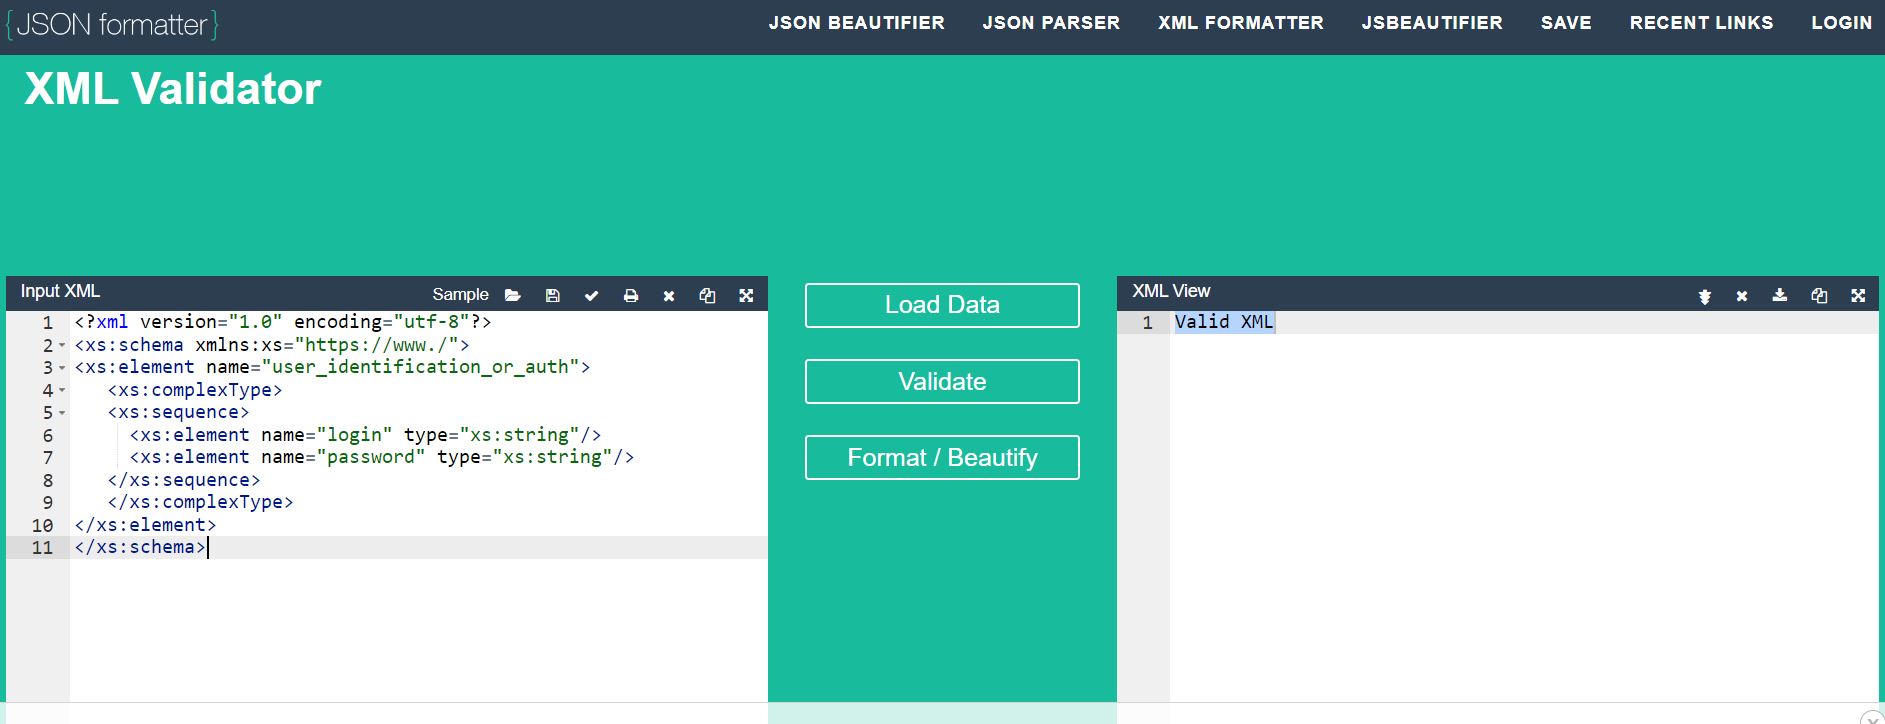 {JSON formatter}
JSON BEAUTIFIER JSON PARSER XML FORMATTER JSBEAUTIFIER SAVE RECENT LINKS LOGIN
XML Validator
Input XML
Sample
1 <?xml version="1.0" encoding="utf-8"?>
2 <xs:schema xmlns:xs="https://www./">
3 <xs:element name="user_identification_or_auth">
4 <xs:complexType>
5 <xs:sequence>
6 <xs:element name="login" type="xs:string"/>
7 <xs:element name="password" type="xs:string"/>
8 </xs:sequence>
9 </xs:complexType>
10 </xs:element>
11 </xs:schema>
Load Data
Validate
Format / Beautify
XML View
1 Valid XML